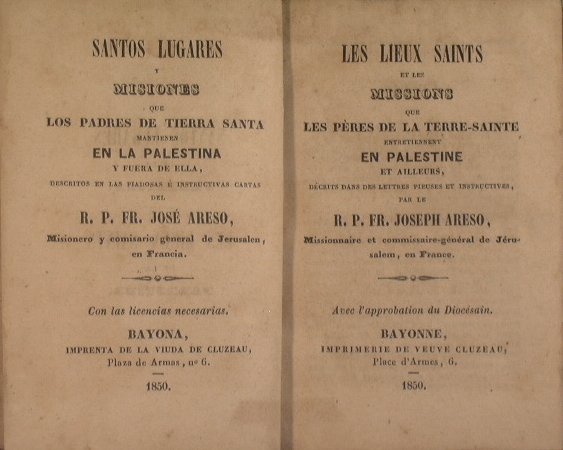 SANTOS LUGARES
Y
MISIONES
QUE
LOS PADRES DE TIERRA SANTA
MANTIENEN
EN LA PALESTINA
Y FUERA DE ELLA,
DESCRITOS EN LAS PIALIOSAS É INSTRUCTIVAS CARTAS
DEL
R. P. FR. JOSÉ ARESO,
Misionero y comisario general de Jerusalen,
en Francia.
Con las licencias necesarias.
BAYONA,
IMPRENTA DE LA VIUDA DE CLUZEAU,
Plaza de Armas, nº 6.
1850.
LES LIEUX SAINTS
ET LES
MISSIONS
QUE
LES PÈRES DE LA TERRE-SAINTE
ENTRETIENNENT
EN PALESTINE
ET AILLEURS,
DÉCRITS DANS DES LETTRES PIEUSES ET INSTRUCTIVES,
PAR LE
R. P. FR. JOSEPH ARESO,
Missionnaire et commissaire-général de Jéru-
salem, en France.
Avec l'approbation du Diocésain.
BAYONNE,
IMPRIMERIE DE VEUVE CLUZEAU,
Place d'Armes, 6.
1850.